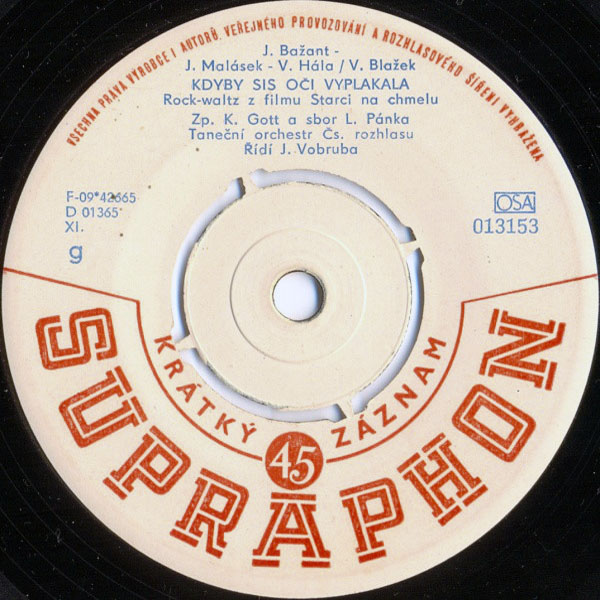 VŠECHNA PRÁVA VÝROBCE I AUTORŮ. VEŘEJNÉHO PROVOZOVÁNÍ A ROZHLASOVÉHO ŠÍŘENÍ VYHRAŽENA
J. Bažant -
J. Malásek - V. Hála / V. Blažek
KDYBY SIS OČI VYPLAKALA
Rock-waltz z filmu Starci na chmelu
Zp. K. Gott a sbor L. Pánka
Taneční orchestr Čs. rozhlasu
Řídí J. Vobruba
F-09*42665
D 01365
XI.
g
OSA
013153
KRÁTKÝ ZÁZNAM
45
SUPRAPHON